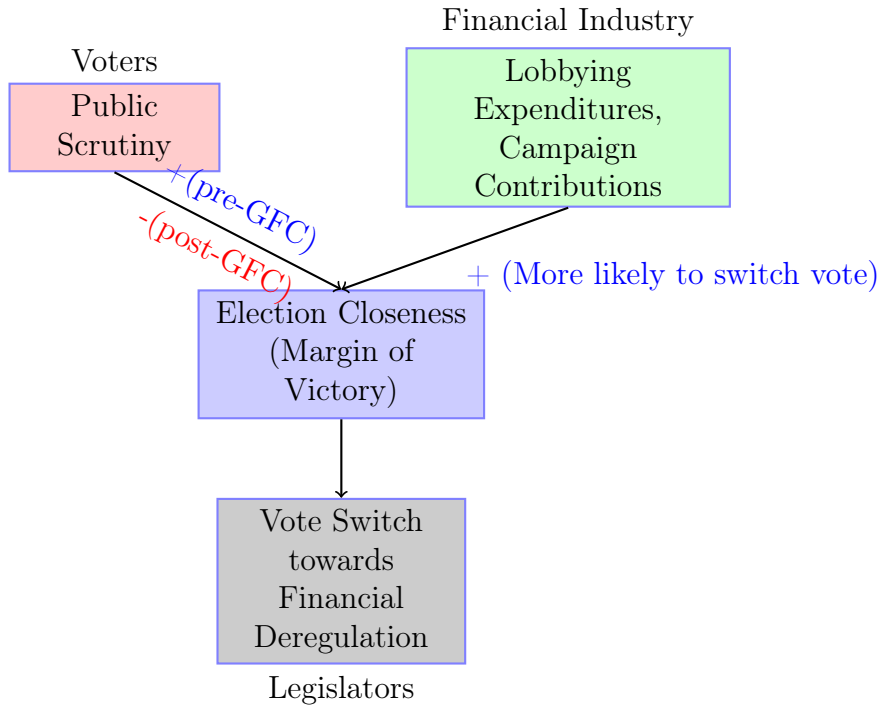 Financial Industry
Voters
Public
Scrutiny
Lobbying
Expenditures,
Campaign
Contributions
+(pre-GFC)
-(post-GFC)
+ (More likely to switch vote)
Election Closeness
(Margin of
Victory)
Vote Switch
towards
Financial
Deregulation
Legislators